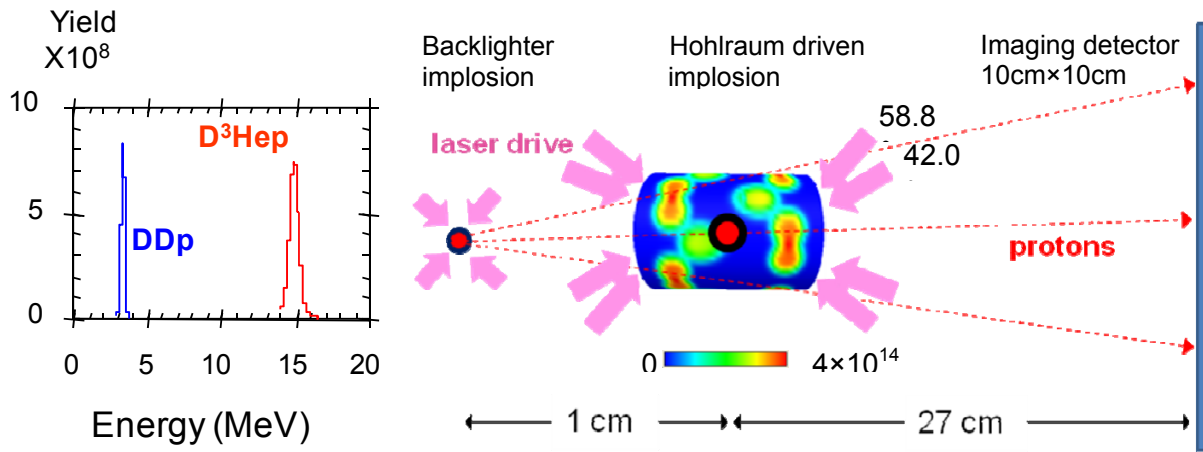 Yield
X10⁸
10
5
0
D³Hep
DDp
0 5 10 15 20
Energy (MeV)
Backlighter
implosion
Hohlraum driven
implosion
Imaging detector
10cm×10cm
laser drive
58.8
42.0
protons
0 4×10¹⁴
1 cm
27 cm